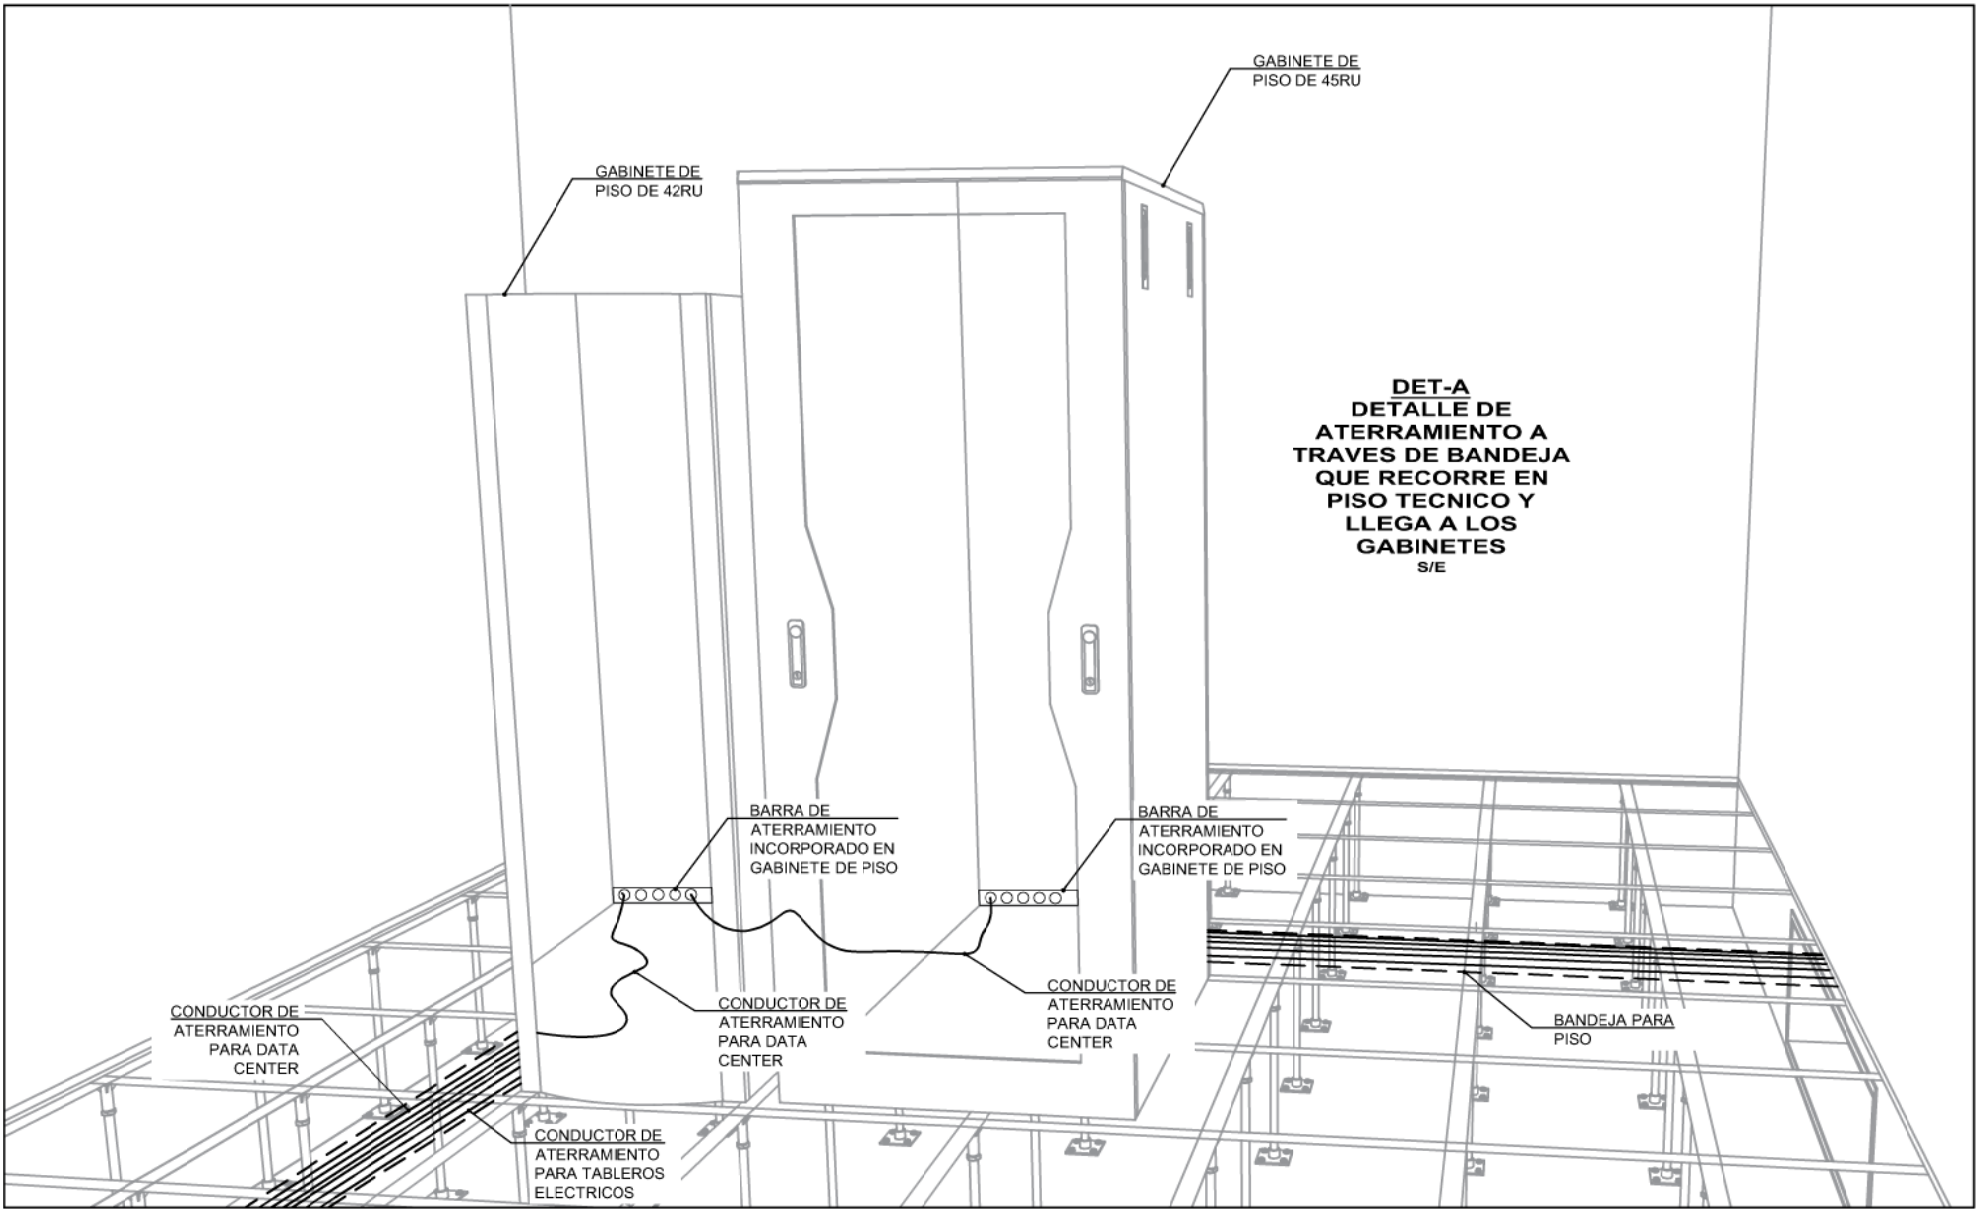 GABINETE DE
PISO DE 45RU
GABINETE DE
PISO DE 42RU
DET-A
DETALLE DE
ATERRAMIENTO A
TRAVES DE BANDEJA
QUE RECORRE EN
PISO TECNICO Y
LLEGA A LOS
GABINETES
S/E
BARRA DE
ATERRAMIENTO
INCORPORADO EN
GABINETE DE PISO
BARRA DE
ATERRAMIENTO
INCORPORADO EN
GABINETE DE PISO
CONDUCTOR DE
ATERRAMIENTO
PARA DATA
CENTER
CONDUCTOR DE
ATERRAMIENTO
PARA DATA
CENTER
CONDUCTOR DE
ATERRAMIENTO
PARA DATA
CENTER
BANDEJA PARA
PISO
CONDUCTOR DE
ATERRAMIENTO
PARA TABLEROS
ELECTRICOS